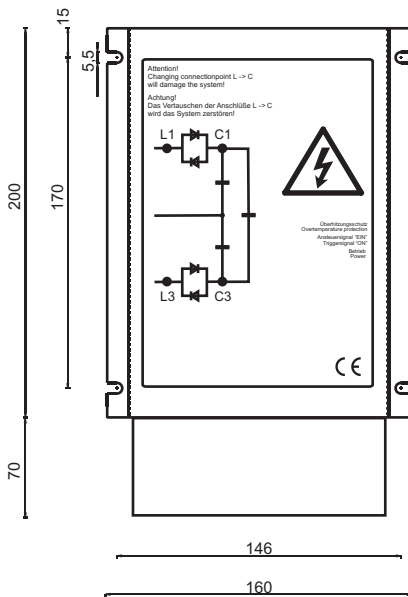 15
5,5
Attention!
Changing connectionpoint L -> C
will damage the system!
Achtung!
Das Vertauschen der Anschlüße L -> C
wird das System zerstören!
L1 C1
200
170
Überhitzungsschutz
Overtemperature protection
Ansteuersignal "EIN"
Triggersignal "ON"
Betrieb
Power
L3 C3
CE
70
146
160